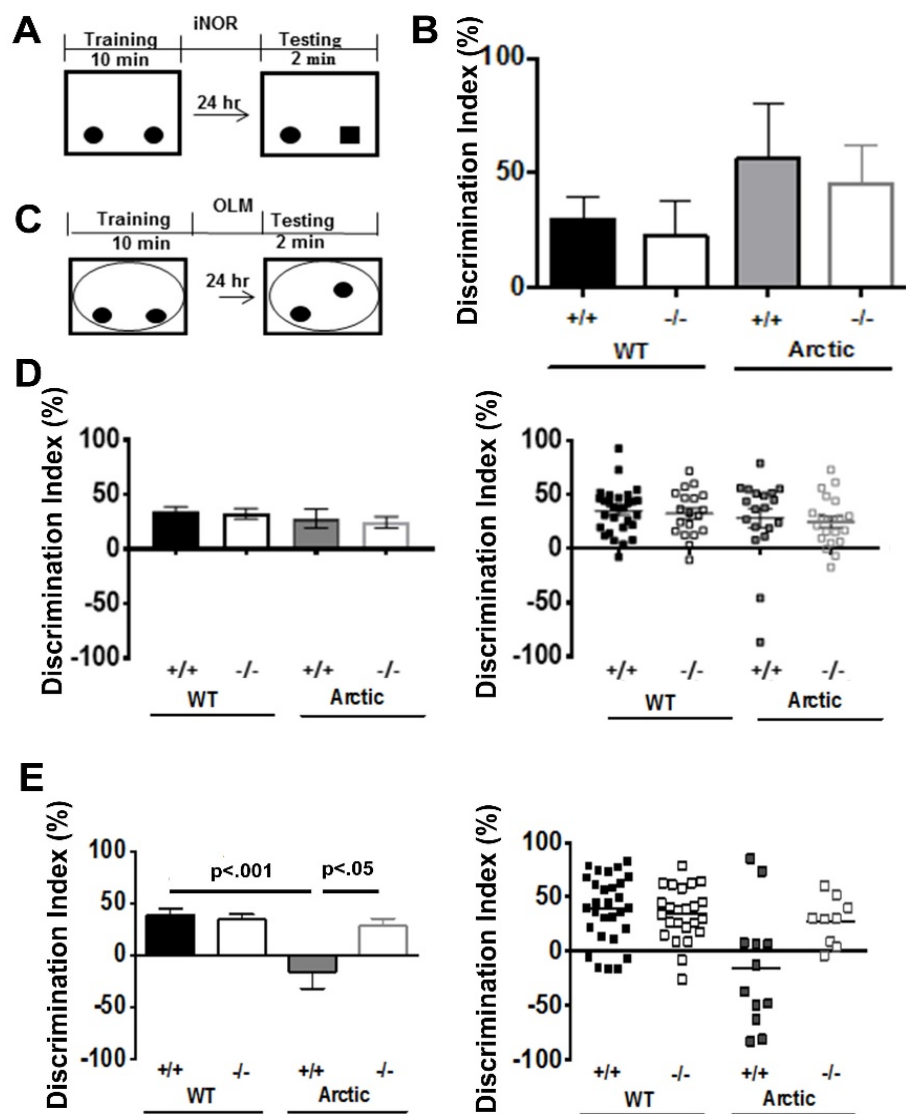 A
iNOR
Training
Testing
10 min
2 min
24 hr
B
Discrimination Index (%)
100
50
0
+/+
-/-
+/+
-/-
WT
Arctic
C
OLM
Training
Testing
10 min
2 min
24 hr
D
Discrimination Index (%)
100
50
0
-50
-100
+/+
-/-
+/+
-/-
WT
Arctic
Discrimination Index (%)
100
50
0
-50
-100
+/+
-/-
+/+
-/-
WT
Arctic
E
Discrimination Index (%)
100
50
0
-50
-100
p<.001
p<.05
+/+
-/-
+/+
-/-
WT
Arctic
Discrimination Index (%)
100
50
0
-50
-100
+/+
-/-
+/+
-/-
WT
Arctic